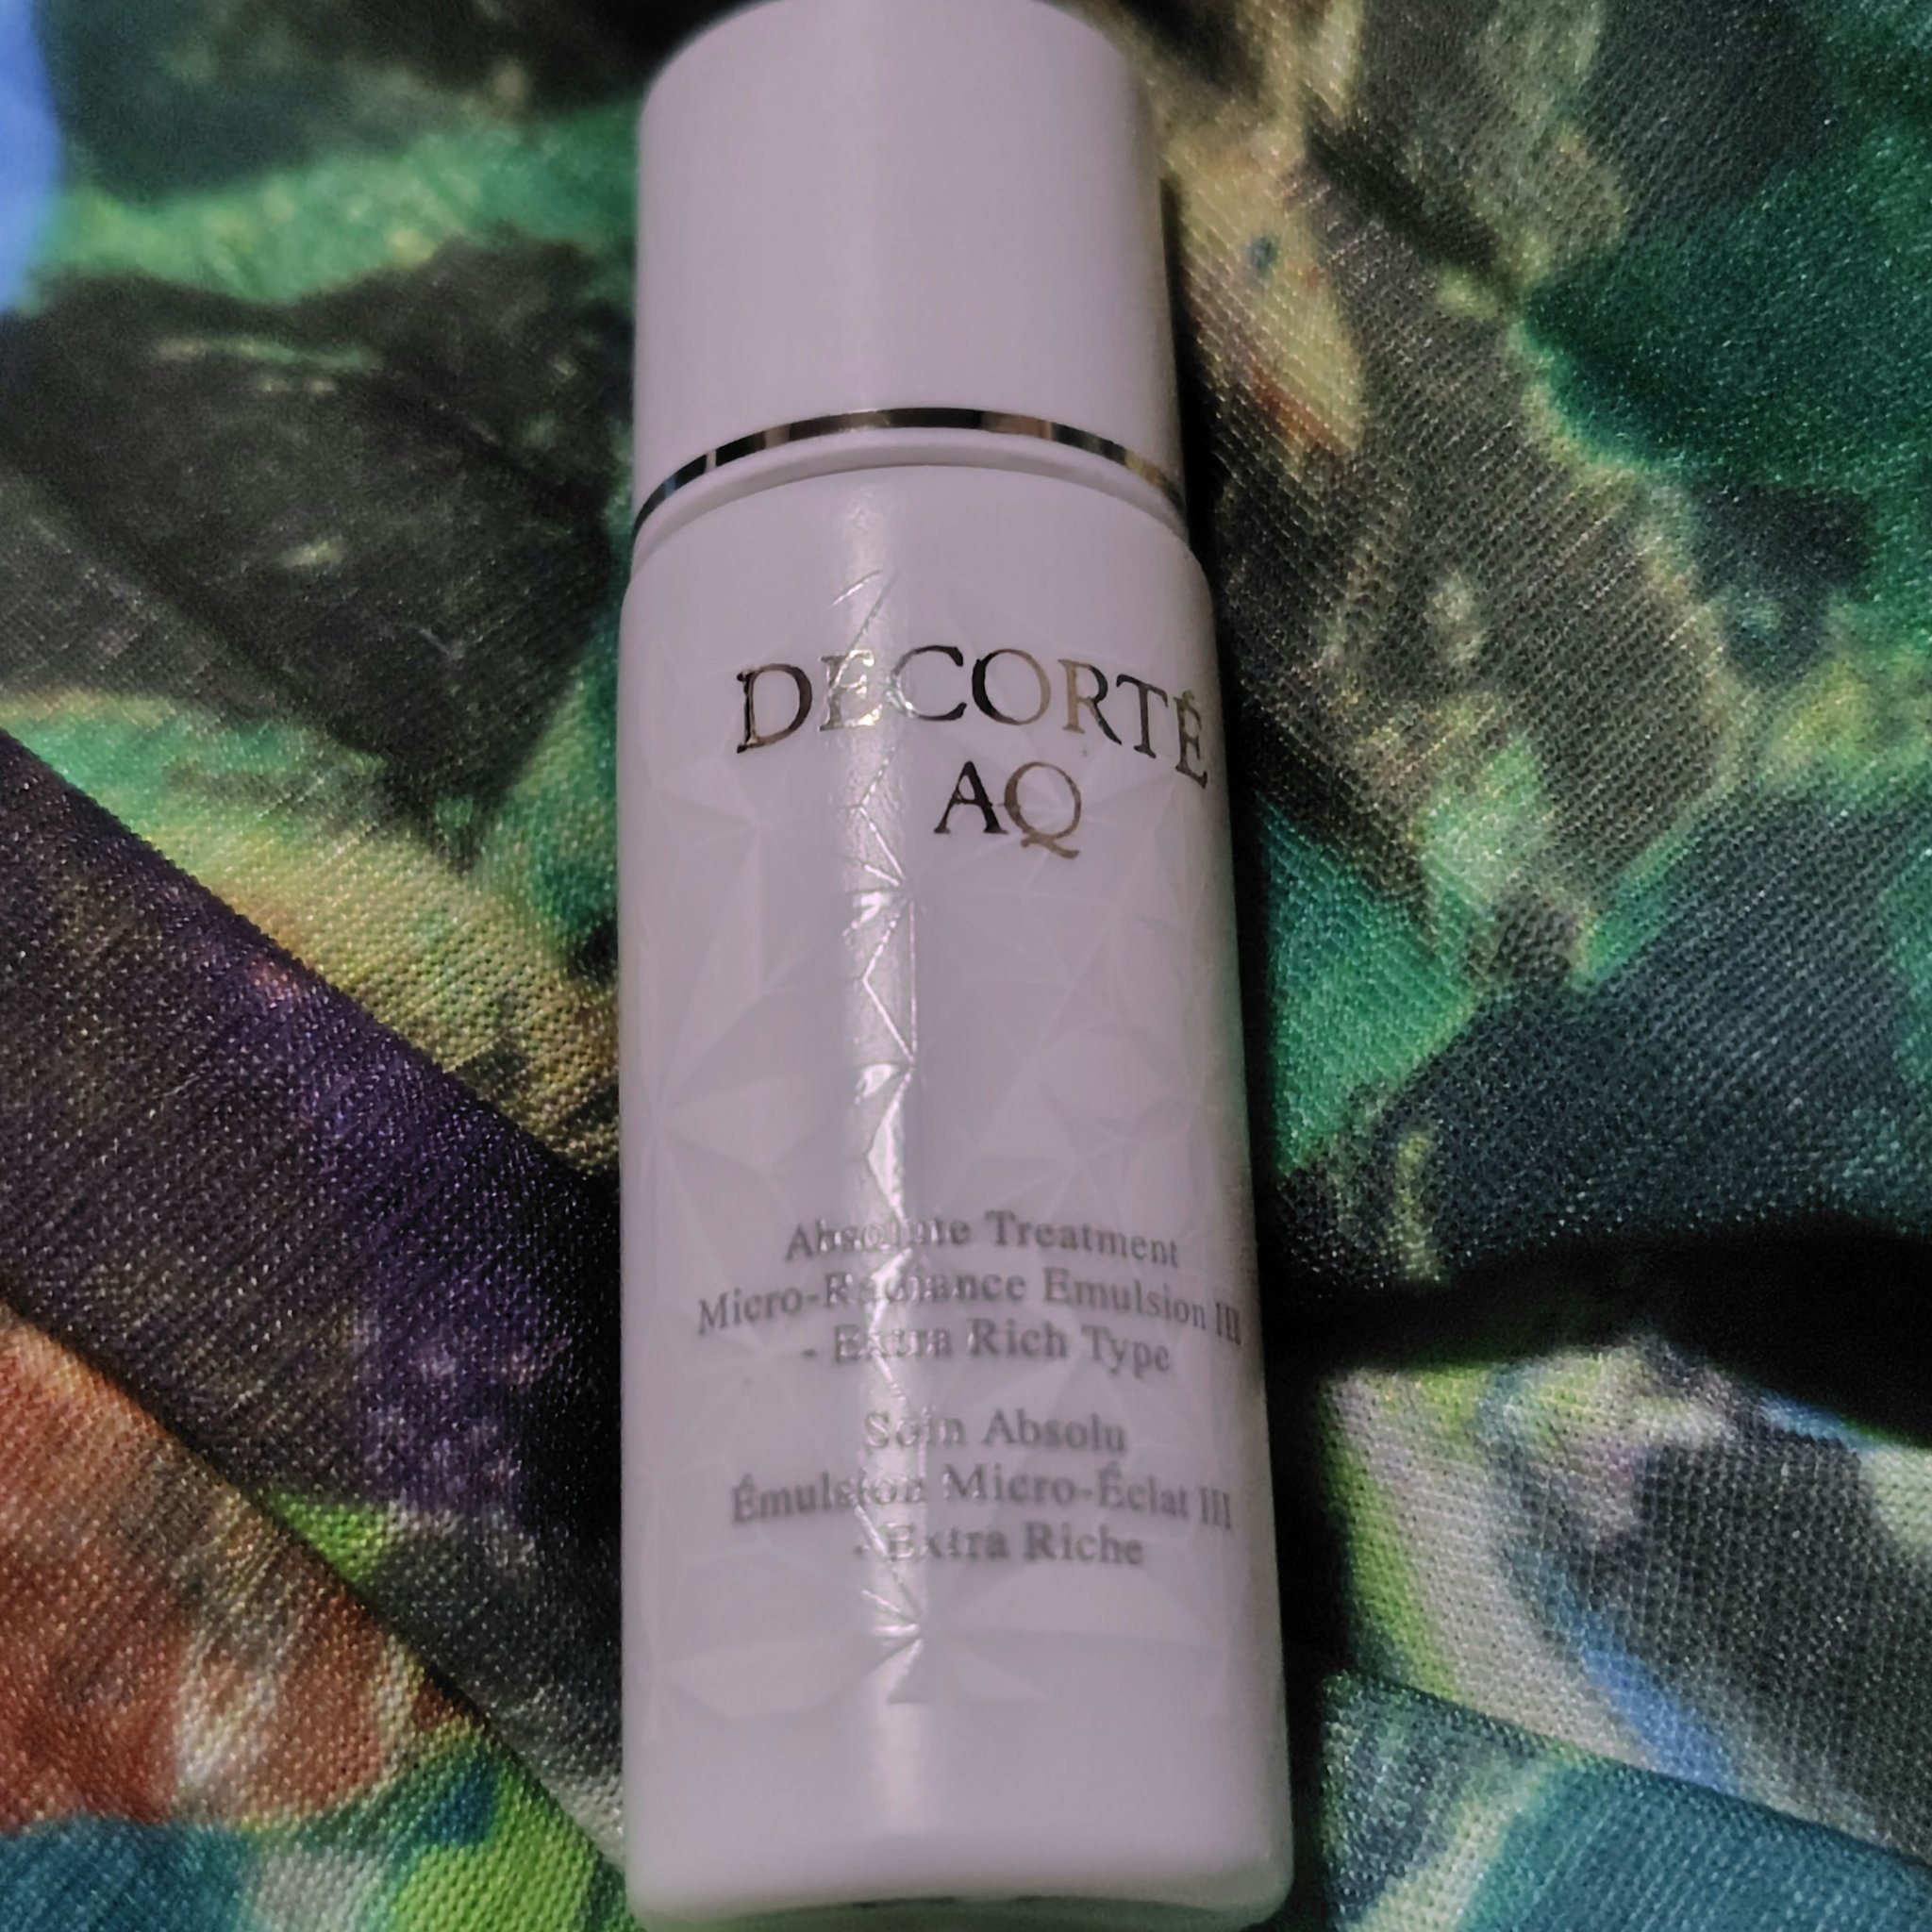 DECORTÉ
AQ
Absolute Treatment
Micro-Radiance Emulsion III
- Extra Rich Type
Soin Absolu
Émulsion Micro-Éclat III
- Extra Riche